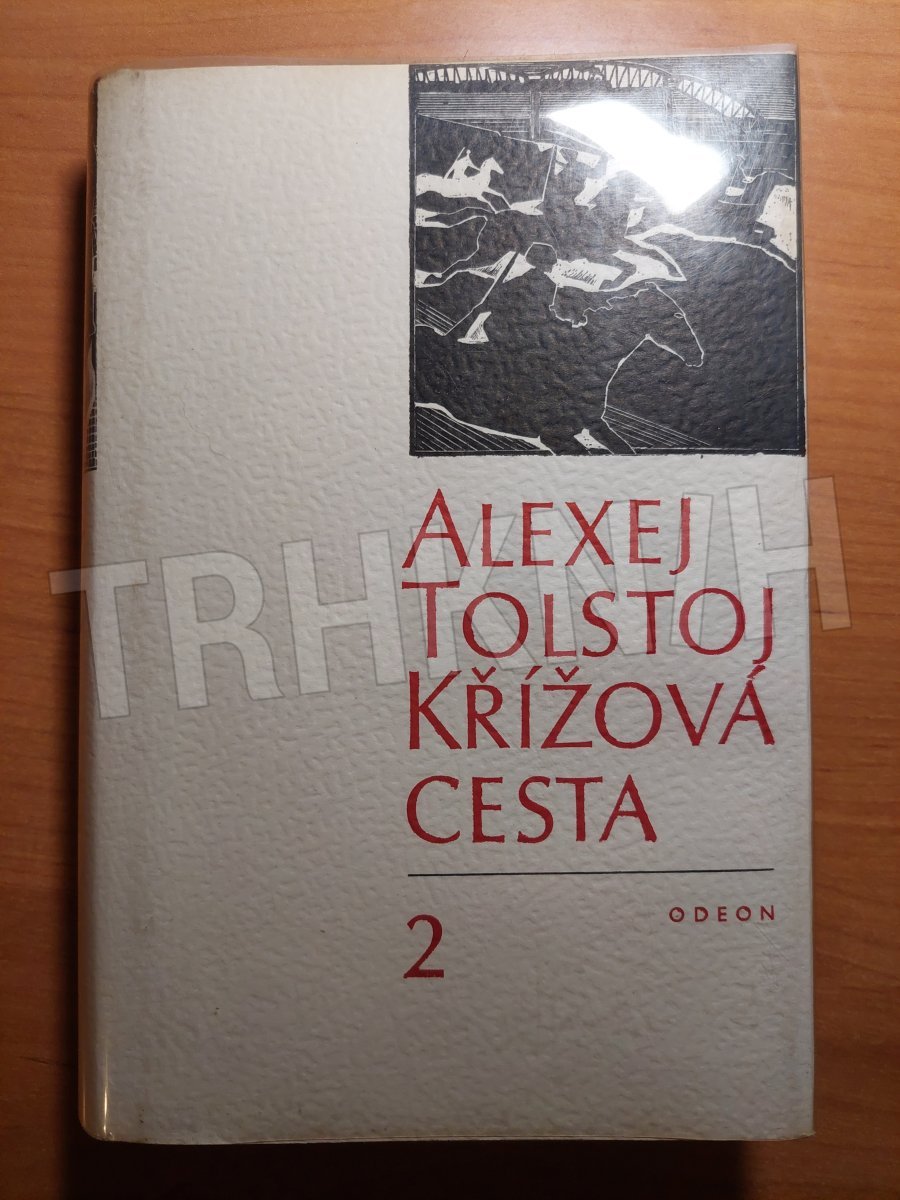 ALEXEJ
TOLSTOJ
KŘÍŽOVÁ
CESTA
2
ODEON
TRHKNIH